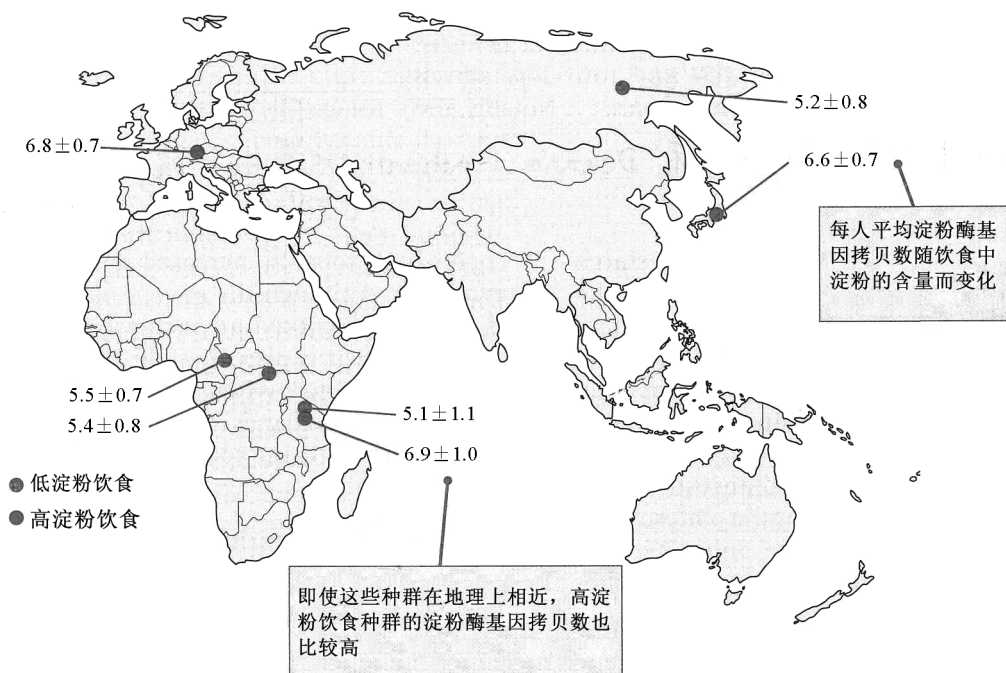 5.2±0.8
6.8±0.7
6.6±0.7
每人平均淀粉酶基
因拷贝数随饮食中
淀粉的含量而变化
5.5±0.7
5.4±0.8
5.1±1.1
6.9±1.0
低淀粉饮食
高淀粉饮食
即使这些种群在地理上相近，高淀
粉饮食种群的淀粉酶基因拷贝数也
比较高